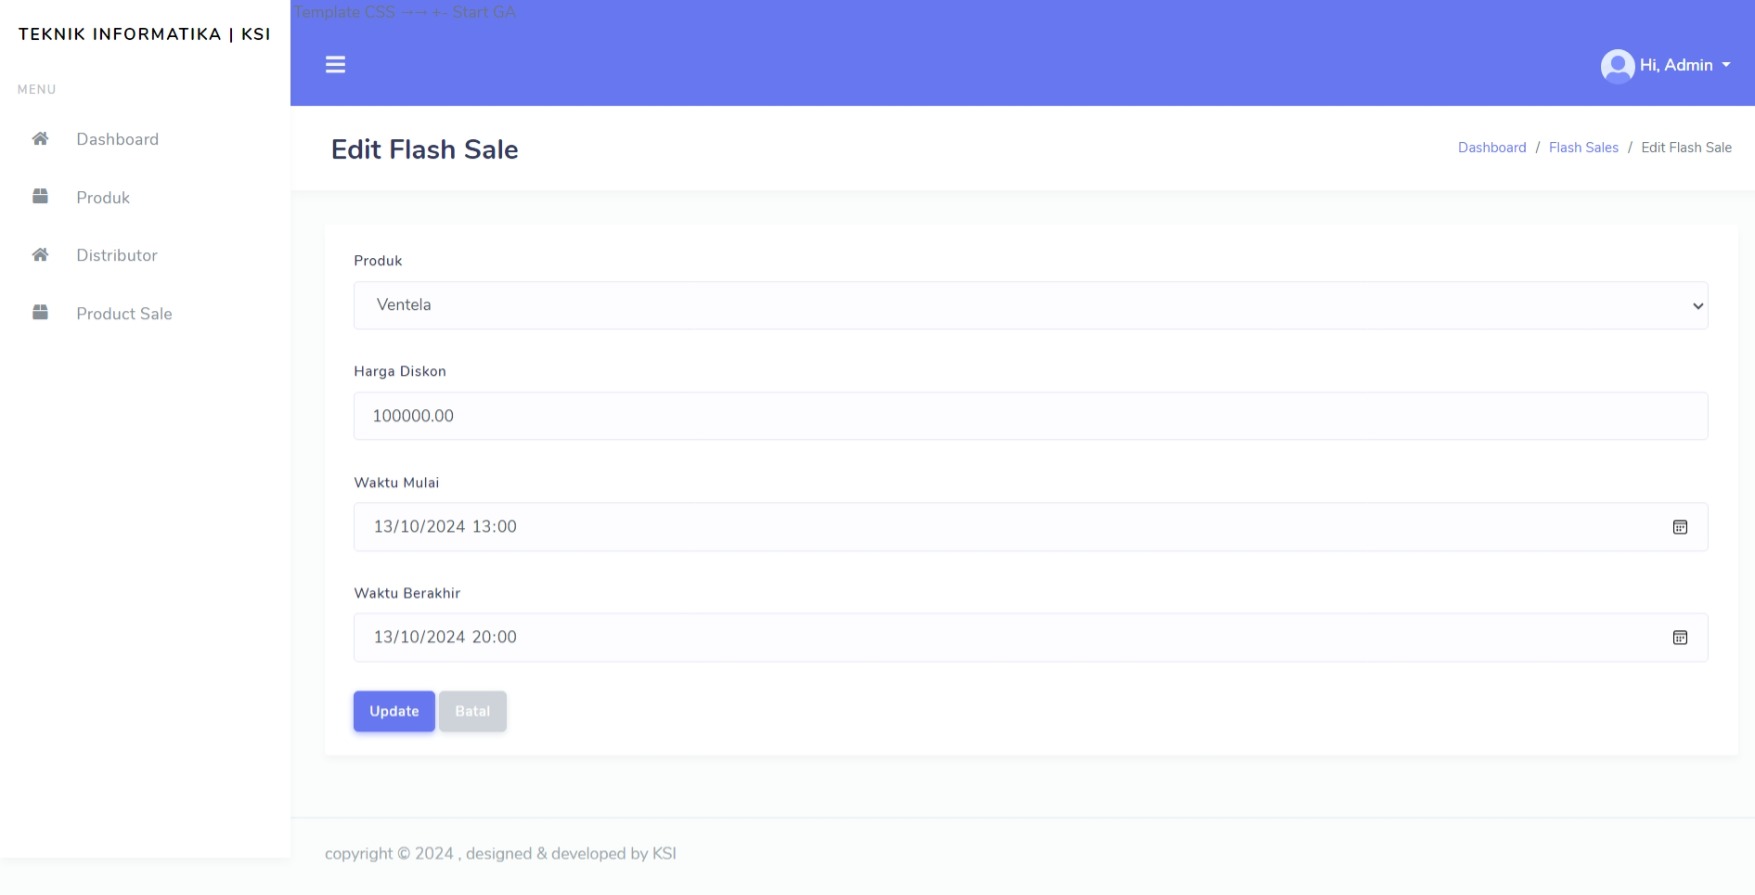 TEKNIK INFORMATIKA | KSI
MENU
Dashboard
Produk
Distributor
Product Sale
Template CSS →→ +- Start GA
Hi, Admin
Edit Flash Sale
Dashboard / Flash Sales / Edit Flash Sale
Produk
Ventela
Harga Diskon
100000.00
Waktu Mulai
13/10/2024 13:00
Waktu Berakhir
13/10/2024 20:00
Update Batal
copyright © 2024 , designed & developed by KSI